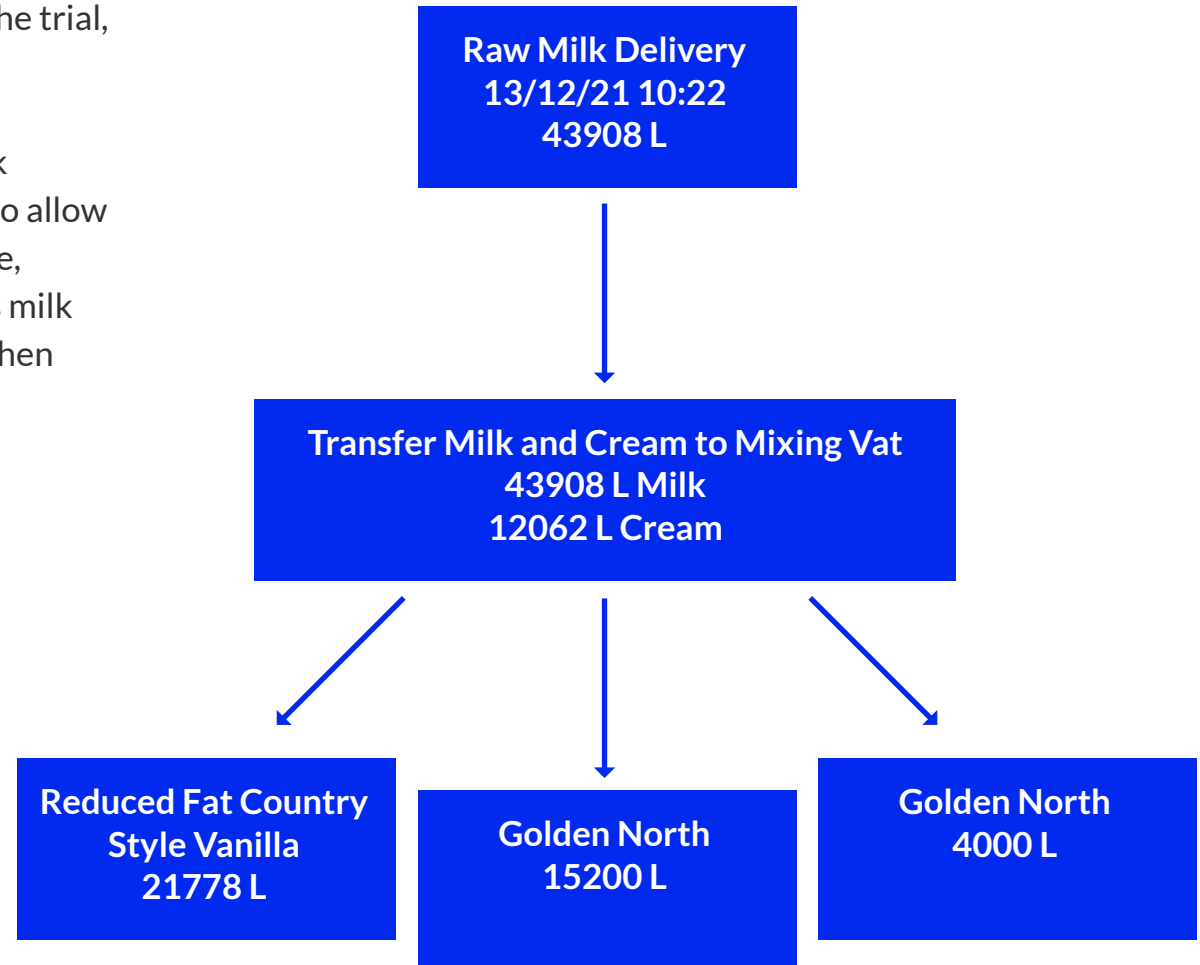 he trial,
o allow
e,
milk
hen
Raw Milk Delivery
13/12/21 10:22
43908 L
Transfer Milk and Cream to Mixing Vat
43908 L Milk
12062 L Cream
Reduced Fat Country
Style Vanilla
21778 L
Golden North
15200 L
Golden North
4000 L